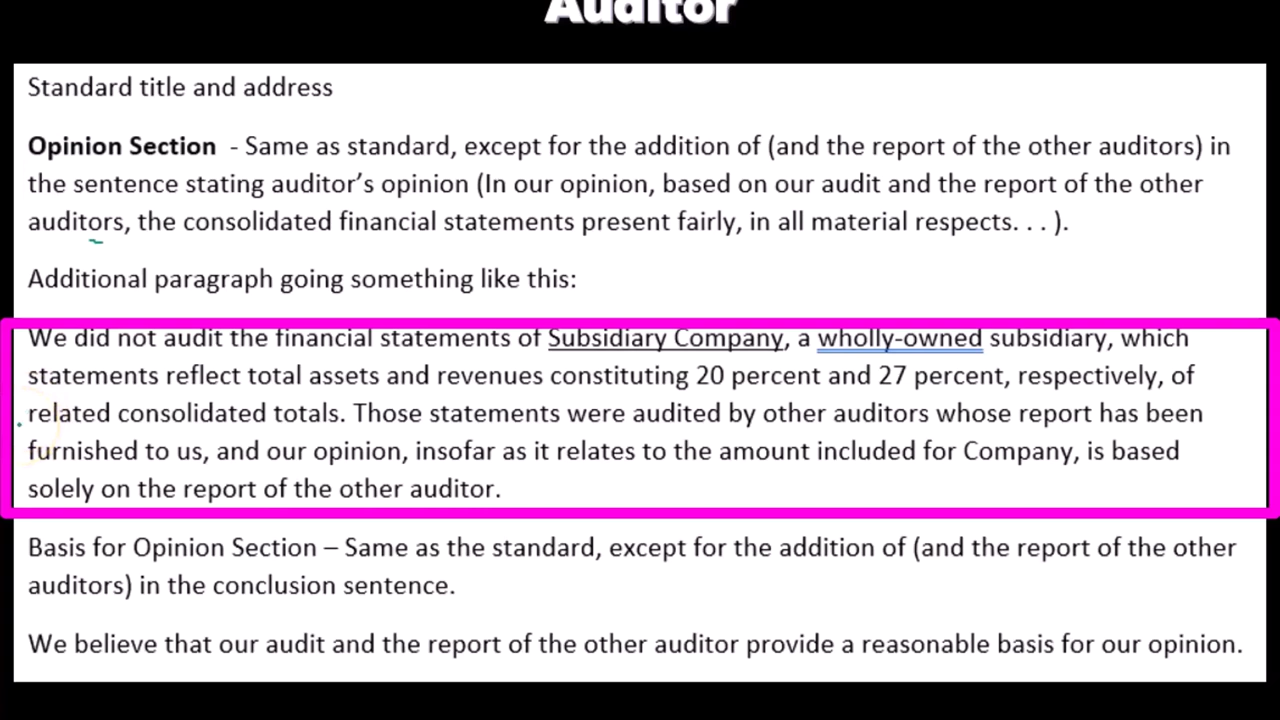 Auditor
Standard title and address
Opinion Section - Same as standard, except for the addition of (and the report of the other auditors) in
the sentence stating auditor’s opinion (In our opinion, based on our audit and the report of the other
auditors, the consolidated financial statements present fairly, in all material respects. . . ).
Additional paragraph going something like this:
We did not audit the financial statements of Subsidiary Company, a wholly-owned subsidiary, which
statements reflect total assets and revenues constituting 20 percent and 27 percent, respectively, of
related consolidated totals. Those statements were audited by other auditors whose report has been
furnished to us, and our opinion, insofar as it relates to the amount included for Company, is based
solely on the report of the other auditor.
Basis for Opinion Section – Same as the standard, except for the addition of (and the report of the other
auditors) in the conclusion sentence.
We believe that our audit and the report of the other auditor provide a reasonable basis for our opinion.